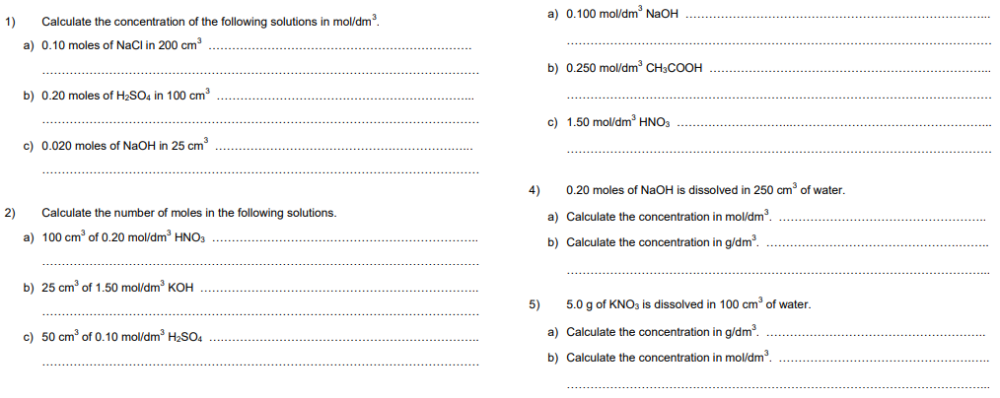 1) Calculate the concentration of the following solutions in mol/dm³.
a) 0.10 moles of NaCl in 200 cm³ ................................................................
................................................................
b) 0.20 moles of H₂SO₄ in 100 cm³ ................................................................
................................................................
c) 0.020 moles of NaOH in 25 cm³ ................................................................
................................................................
2) Calculate the number of moles in the following solutions.
a) 100 cm³ of 0.20 mol/dm³ HNO₃ ................................................................
................................................................
b) 25 cm³ of 1.50 mol/dm³ KOH ................................................................
................................................................
c) 50 cm³ of 0.10 mol/dm³ H₂SO₄ ................................................................
................................................................
a) 0.100 mol/dm³ NaOH ................................................................
................................................................
b) 0.250 mol/dm³ CH₃COOH ................................................................
................................................................
c) 1.50 mol/dm³ HNO₃ ................................................................
................................................................
4) 0.20 moles of NaOH is dissolved in 250 cm³ of water.
a) Calculate the concentration in mol/dm³. ................................................................
b) Calculate the concentration in g/dm³. ................................................................
................................................................
5) 5.0 g of KNO₃ is dissolved in 100 cm³ of water.
a) Calculate the concentration in g/dm³. ................................................................
b) Calculate the concentration in mol/dm³. ................................................................
................................................................